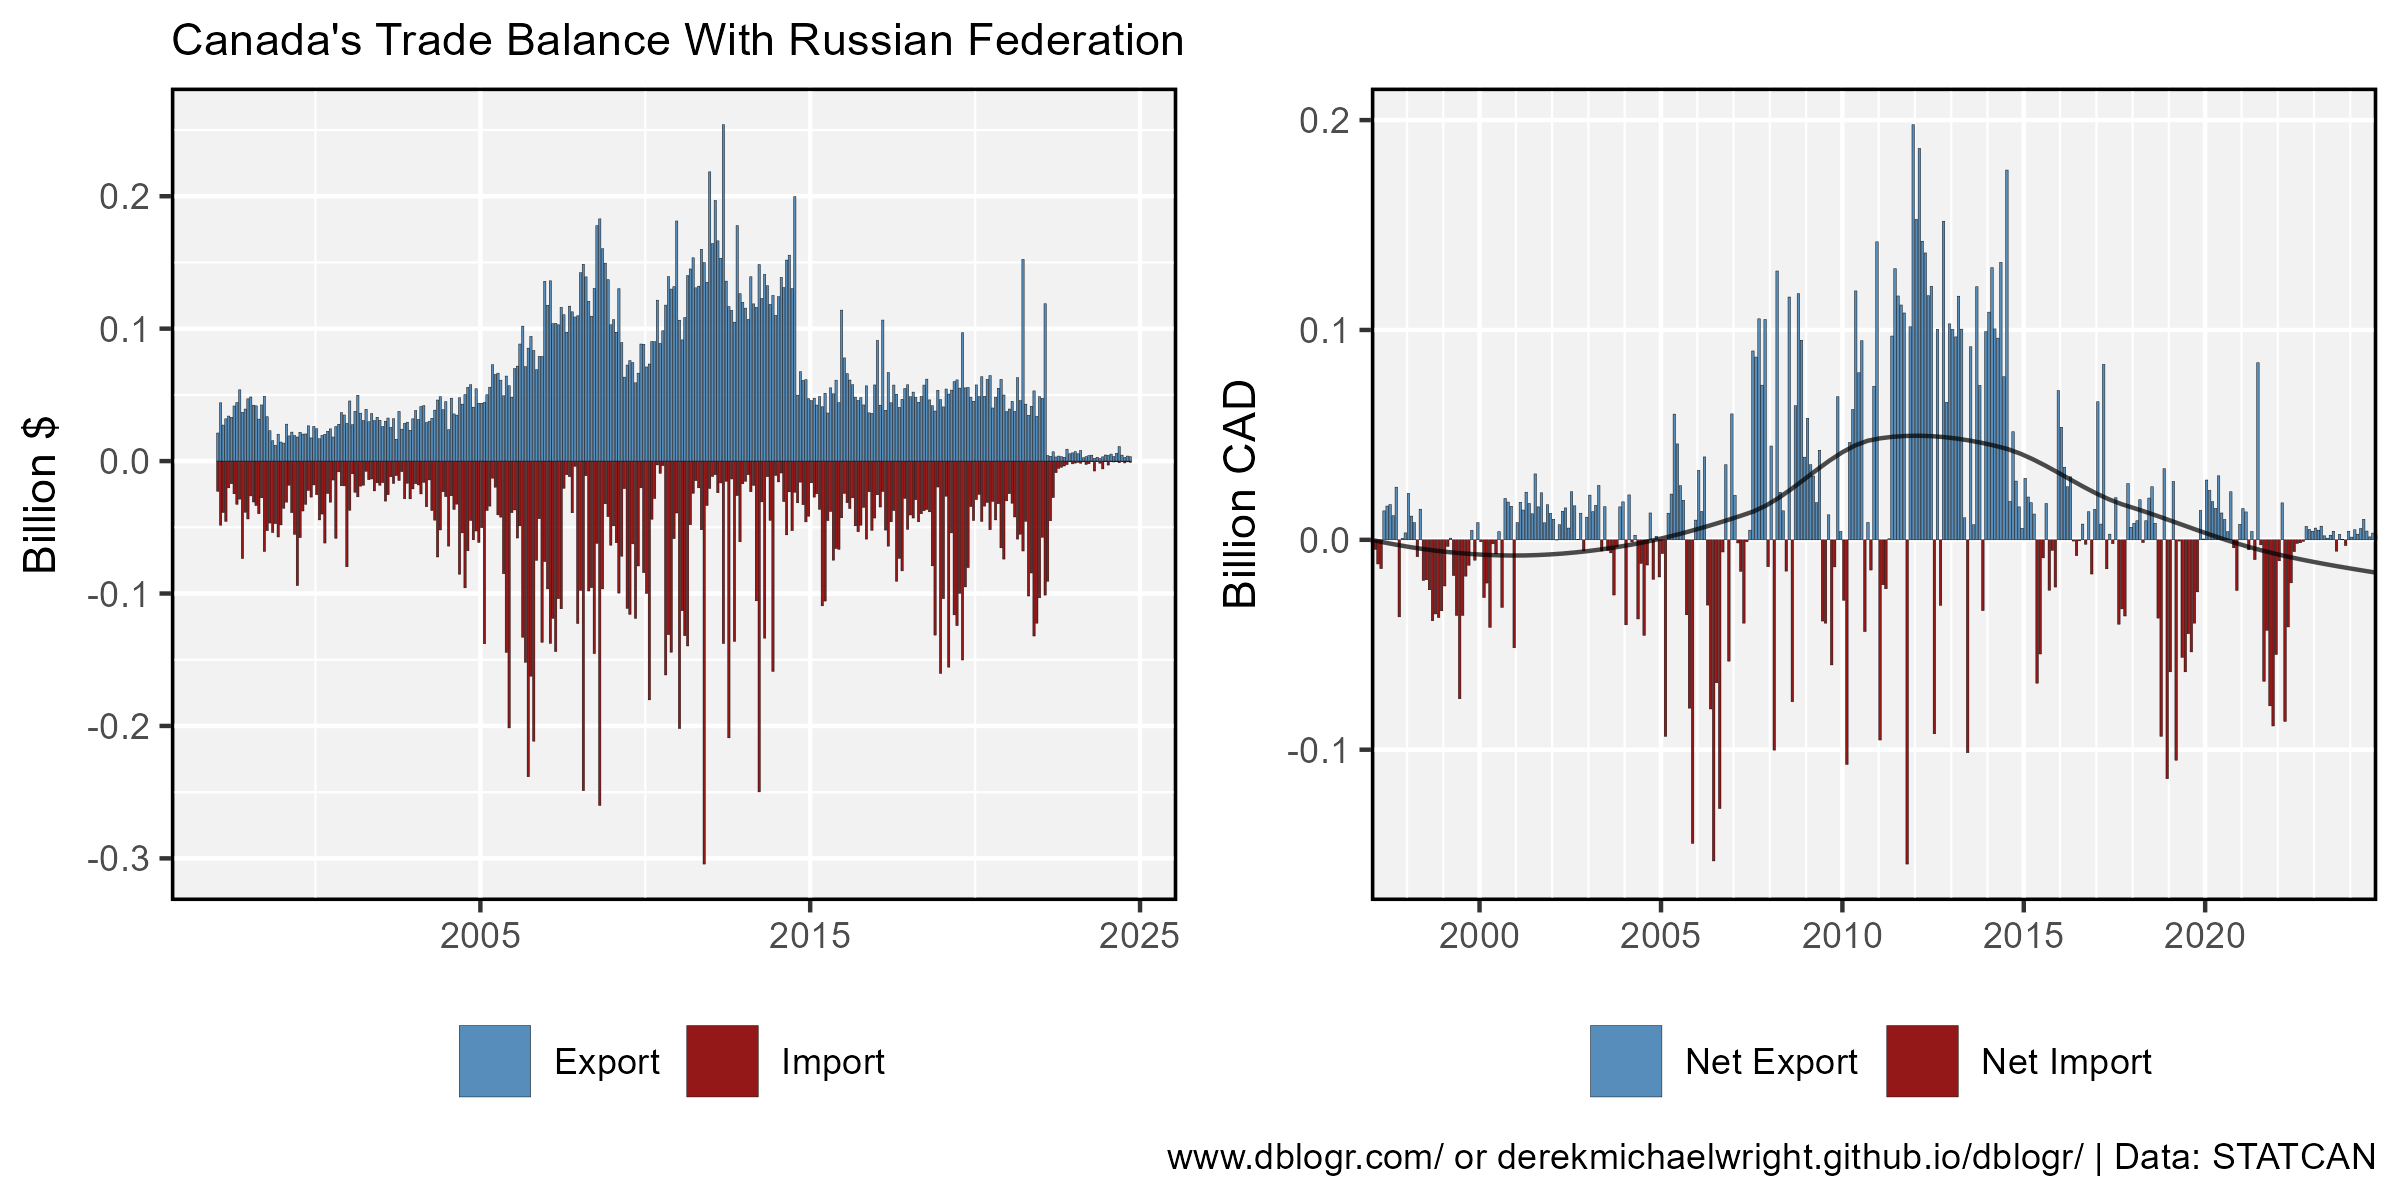 Canada's Trade Balance With Russian Federation
Billion $
0.2
0.1
0.0
-0.1
-0.2
-0.3
2005 2015 2025
Export Import
Billion CAD
0.2
0.1
0.0
-0.1
2000 2005 2010 2015 2020
Net Export Net Import
www.dblogr.com/ or derekmichaelwright.github.io/dblogr/ | Data: STATCAN